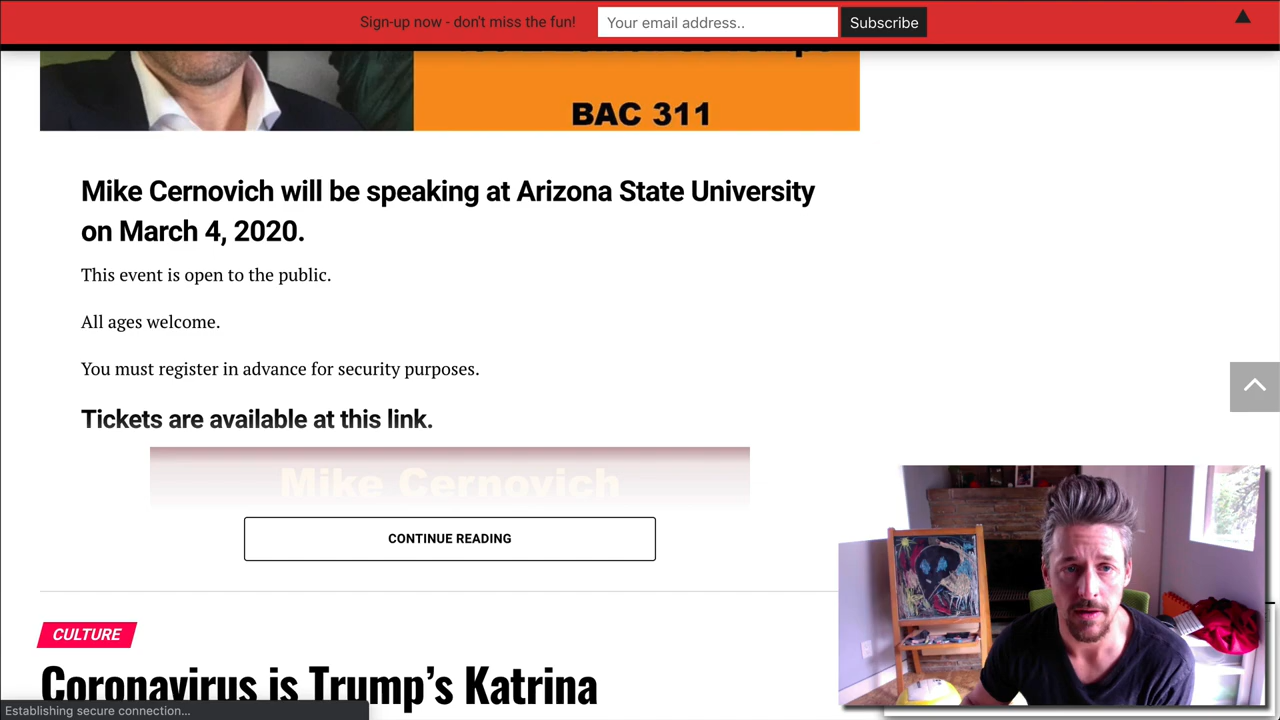 Sign-up now - don't miss the fun!
Your email address..
Subscribe
BAC 311
Mike Cernovich will be speaking at Arizona State University
on March 4, 2020.
This event is open to the public.
All ages welcome.
You must register in advance for security purposes.
Tickets are available at this link.
Mike Cernovich
CONTINUE READING
CULTURE
Coronavirus is Trump’s Katrina
Establishing secure connection...